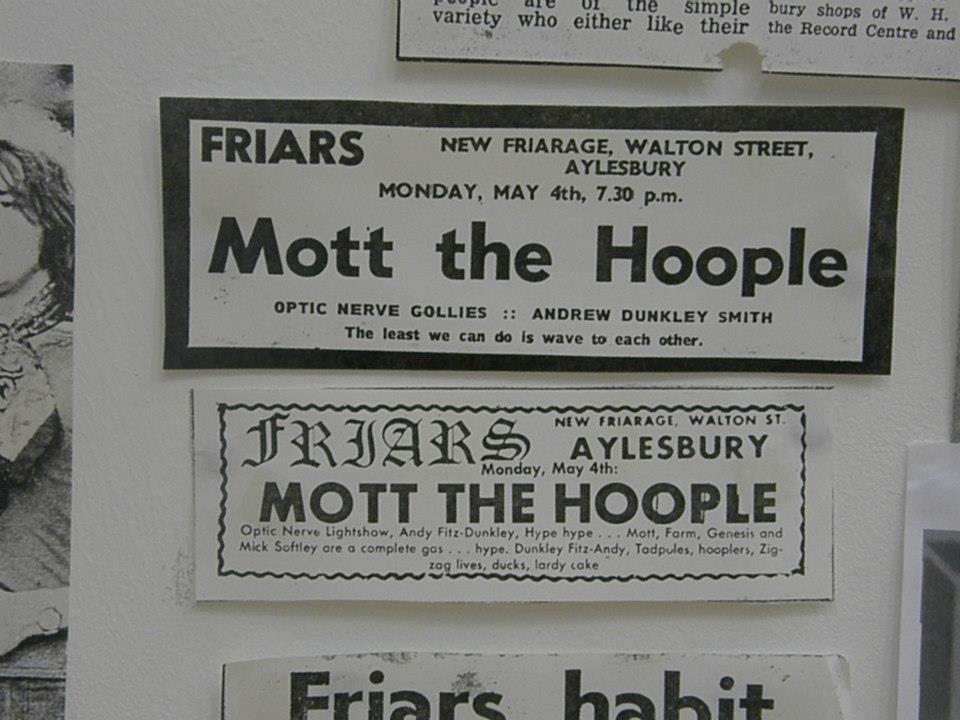 are of the simple
variety who either like their
bury shops of W. H.
the Record Centre and
FRIARS
NEW FRIARAGE, WALTON STREET,
AYLESBURY
MONDAY, MAY 4th, 7.30 p.m.
Mott the Hoople
OPTIC NERVE GOLLIES :: ANDREW DUNKLEY SMITH
The least we can do is wave to each other.
FRIARS
NEW FRIARAGE, WALTON ST.
AYLESBURY
Monday, May 4th:
MOTT THE HOOPLE
Optic Nerve Lightshow, Andy Fitz-Dunkley, Hype hype . . . Mott, Farm, Genesis and
Mick Softley are a complete gas . . . hype. Dunkley Fitz-Andy, Tadpules, hooplers, Zig-
zag lives, ducks, lardy cake
Friars habit